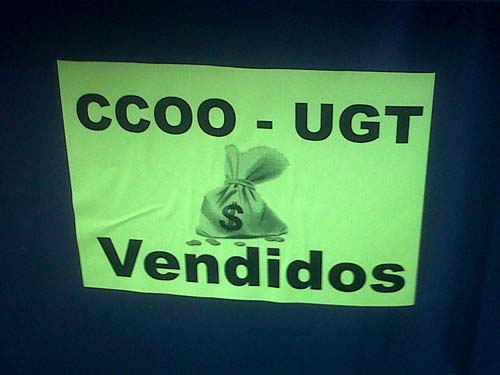 CCOO - UGT
$
Vendidos